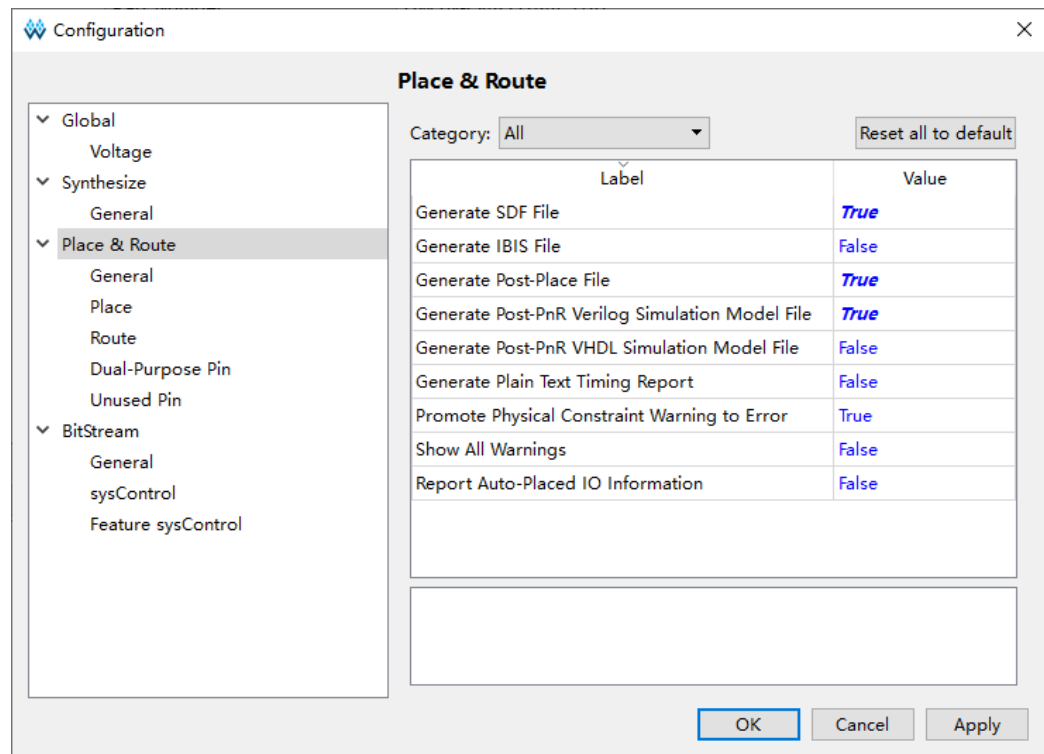 Configuration
Place & Route
Global
Voltage
Synthesize
General
Place & Route
General
Place
Route
Dual-Purpose Pin
Unused Pin
BitStream
General
sysControl
Feature sysControl
Category: All
Reset all to default
Label Value
Generate SDF File True
Generate IBIS File False
Generate Post-Place File True
Generate Post-PnR Verilog Simulation Model File True
Generate Post-PnR VHDL Simulation Model File False
Generate Plain Text Timing Report False
Promote Physical Constraint Warning to Error True
Show All Warnings False
Report Auto-Placed IO Information False
OK Cancel Apply